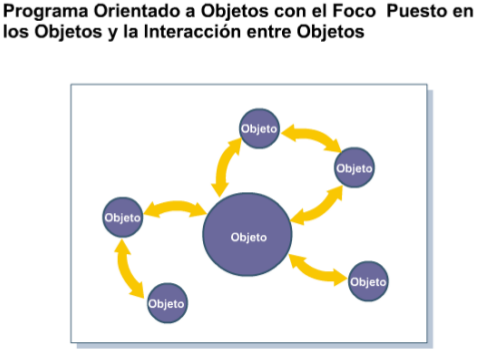 Programa Orientado a Objetos con el Foco Puesto en
los Objetos y la Interacción entre Objetos
Objeto
Objeto
Objeto
Objeto
Objeto
Objeto